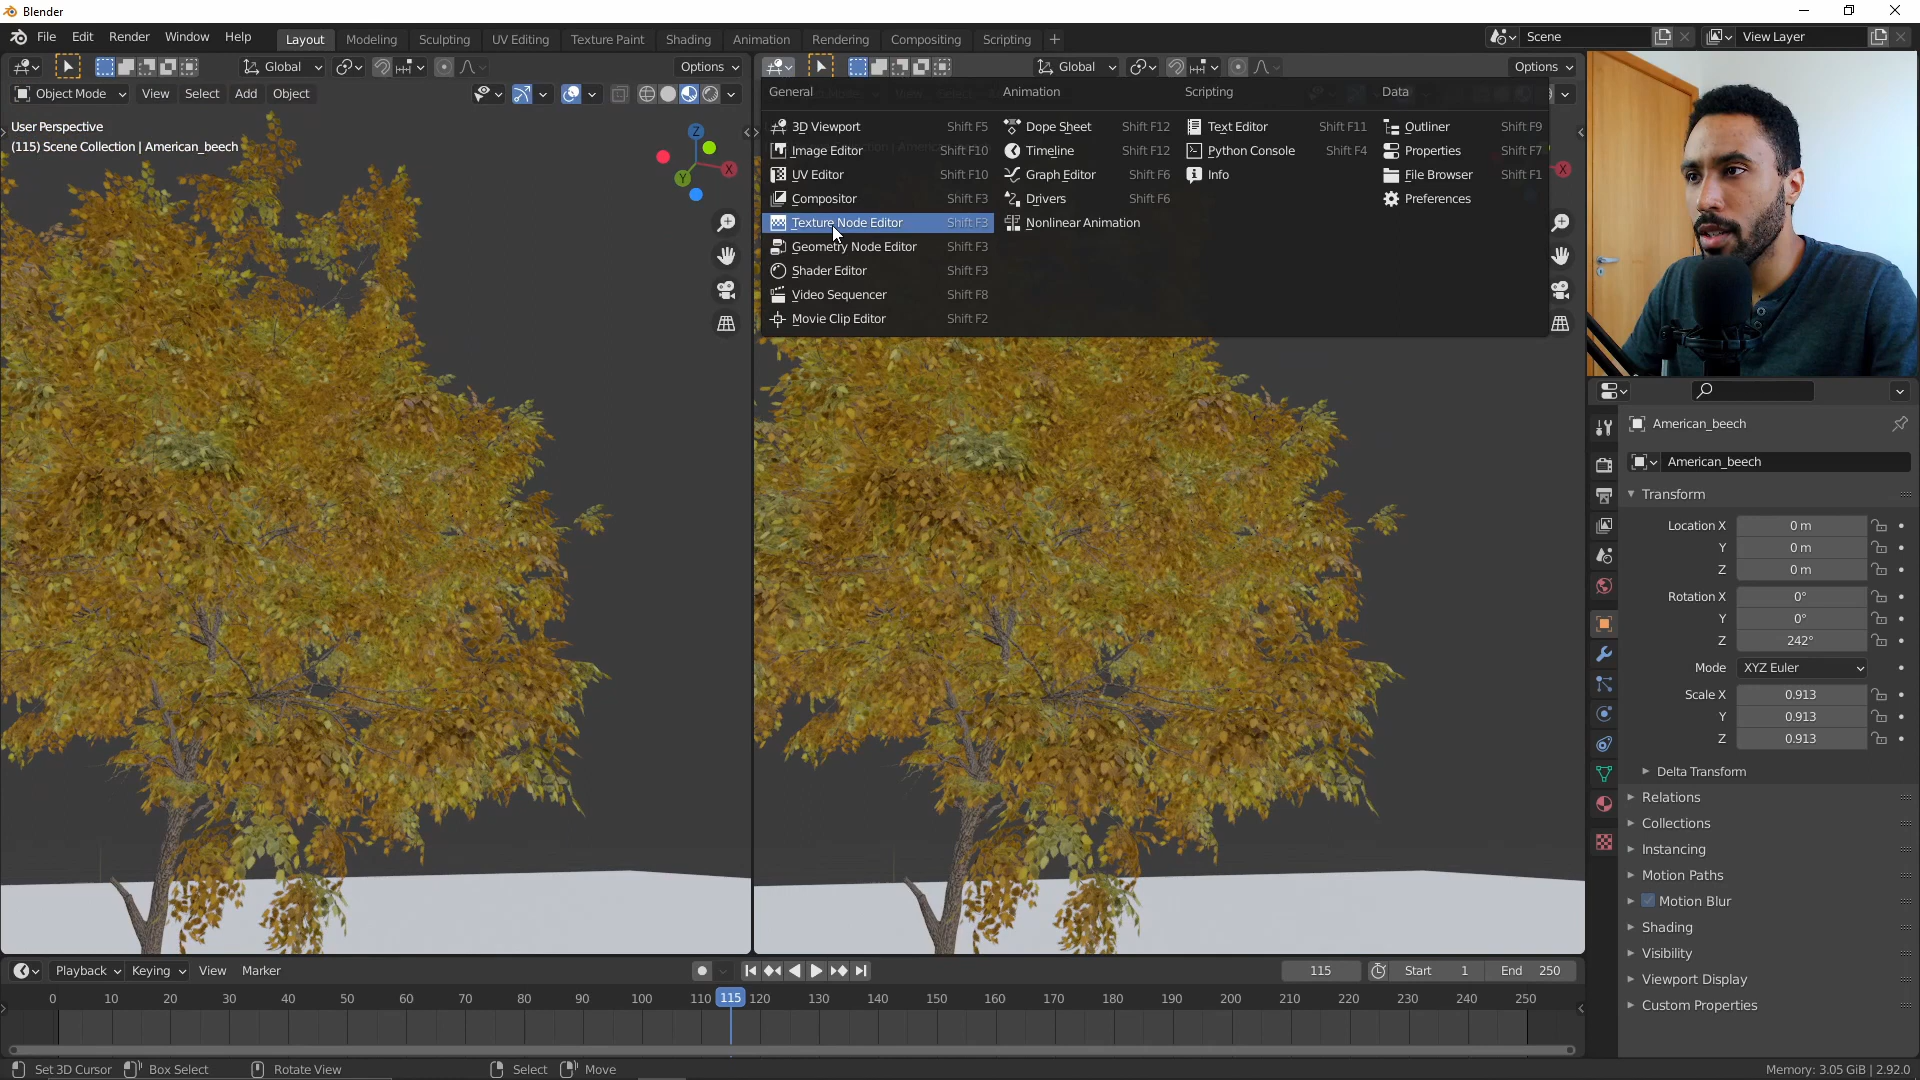 Blender
File Edit Render Window Help Layout Modeling Sculpting UV Editing Texture Paint Shading Animation Rendering Compositing Scripting + Scene View Layer
Global Options Global Options
Object Mode View Select Add Object
User Perspective
(115) Scene Collection | American_beech
Z X Y
General Animation Scripting Data
3D Viewport Shift F5 Dope Sheet Shift F12 Text Editor Shift F11 Outliner Shift F9
Image Editor Shift F10 Timeline Shift F12 Python Console Shift F4 Properties Shift F7
UV Editor Shift F10 Graph Editor Shift F6 Info File Browser Shift F1
Compositor Shift F3 Drivers Shift F6 Preferences
Texture Node Editor Shift F3 Nonlinear Animation
Geometry Node Editor Shift F3
Shader Editor Shift F3
Video Sequencer Shift F8
Movie Clip Editor Shift F2
American_beech
American_beech
Transform
Location X 0 m
Y 0 m
Z 0 m
Rotation X 0°
Y 0°
Z 242°
Mode XYZ Euler
Scale X 0.913
Y 0.913
Z 0.913
Delta Transform
Relations
Collections
Instancing
Motion Paths
Motion Blur
Shading
Visibility
Viewport Display
Custom Properties
Playback Keying View Marker 115 Start 1 End 250
0 10 20 30 40 50 60 70 80 90 100 110 115 120 130 140 150 160 170 180 190 200 210 220 230 240 250
Set 3D Cursor Box Select Rotate View Select Move Memory: 3.05 GiB | 2.92.0